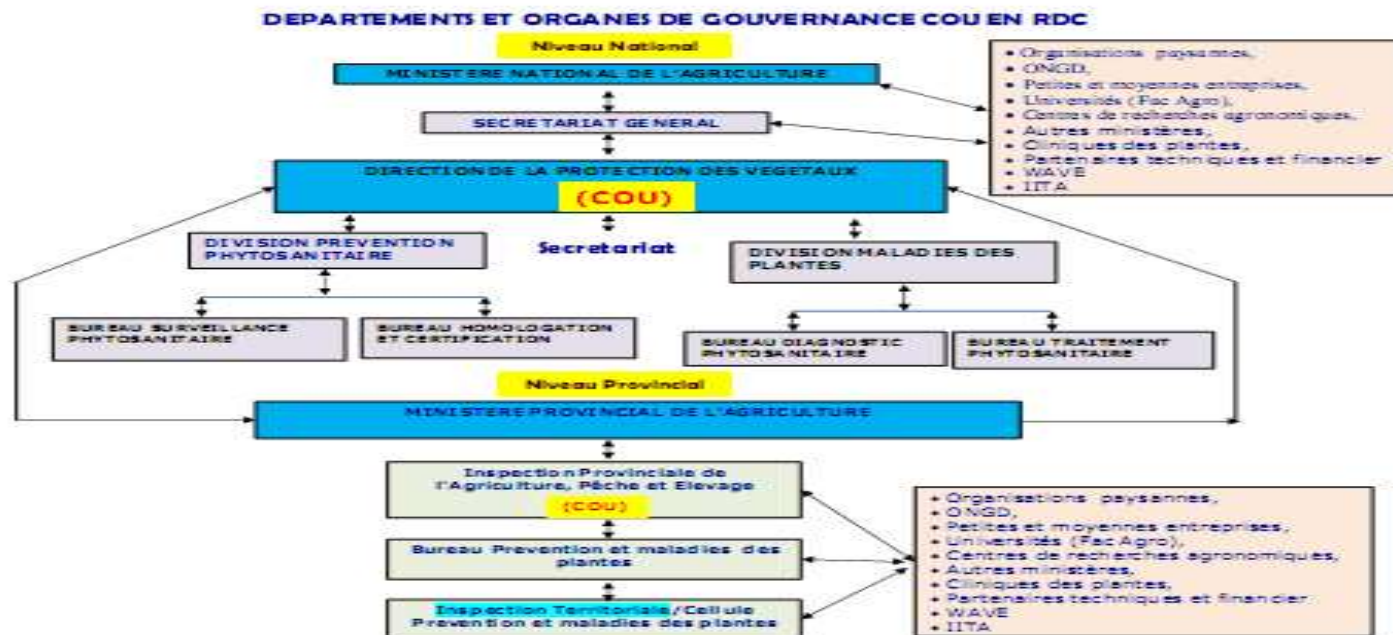 DEPARTEMENTS ET ORGANES DE GOUVERNANCE COU EN RDC
Niveau National
MINISTERE NATIONAL DE L'AGRICULTURE
SECRETARIAT GENERAL
• Organisations paysannes,
• ONGD,
• Petites et moyennes entreprises,
• Universités (Fac Agro),
• Centres de recherches agronomiques,
• Autres ministères,
• Cliniques des plantes,
• Partenaires techniques et financier
• WAVE
• IITA
DIRECTION DE LA PROTECTION DES VEGETAUX
(COU)
DIVISION PREVENTION
PHYTOSANITAIRE
Secretariat
DIVISION MALADIES DES
PLANTES
BUREAU SURVEILLANCE
PHYTOSANITAIRE
BUREAU HOMOLOGATION
ET CERTIFICATION
BUREAU DIAGNOSTIC
PHYTOSANITAIRE
BUREAU TRAITEMENT
PHYTOSANITAIRE
Niveau Provincial
MINISTERE PROVINCIAL DE L'AGRICULTURE
Inspection Provinciale de
l'Agriculture, Pêche et Elevage
(COU)
Bureau Prevention et maladies des
plantes
Inspection Territoriale/Cellule
Prevention et maladies des plantes
• Organisations paysannes,
• ONGD,
• Petites et moyennes entreprises,
• Universités (Fac Agro),
• Centres de recherches agronomiques,
• Autres ministères,
• Cliniques des plantes,
• Partenaires techniques et financier
• WAVE
• IITA